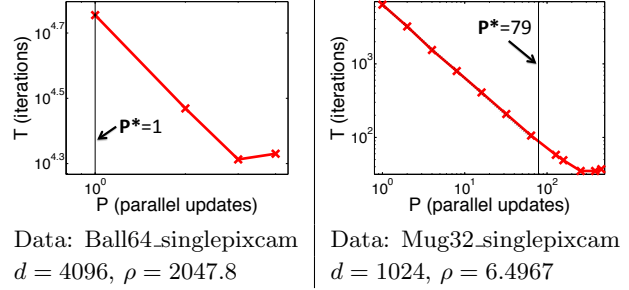 T (iterations)
10^4.7
10^4.5
10^4.3
P*=1
10^0
P (parallel updates)
Data: Ball64_singlepixcam
d = 4096, ρ = 2047.8
T (iterations)
10^3
10^2
P*=79
10^0 10^1 10^2
P (parallel updates)
Data: Mug32_singlepixcam
d = 1024, ρ = 6.4967